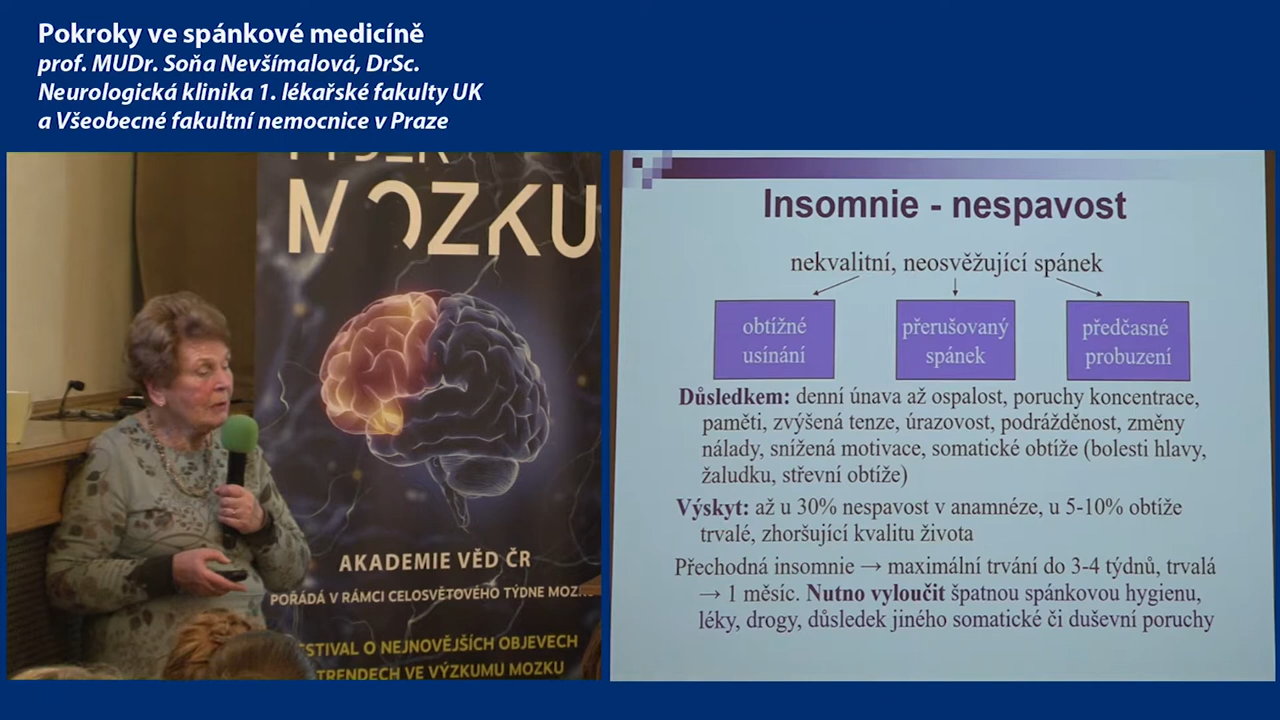 Pokroky ve spánkové medicíně
prof. MUDr. Soňa Nevšímalová, DrSc.
Neurologická klinika 1. lékařské fakulty UK
a Všeobecné fakultní nemocnice v Praze
MOZKU
AKADEMIE VĚD ČR
POŘÁDÁ V RÁMCI CELOSVĚTOVÉHO TÝDNE
O NEJNOVĚJŠÍCH OBJEVECH
TRENDECH VE VÝZKUMU MOZKU
Insomnie - nespavost
nekvalitní, neosvěžující spánek
obtížné
usínání
přerušovaný
spánek
předčasné
probuzení
Důsledkem: denní únava až ospalost, poruchy koncentrace,
paměti, zvýšená tenze, úrazovost, podrážděnost, změny
nálady, snížená motivace, somatické obtíže (bolesti hlavy,
žaludku, střevní obtíže)
Výskyt: až u 30% nespavost v anamnéze, u 5-10% obtíže
trvalé, zhoršující kvalitu života
Přechodná insomnie → maximální trvání do 3-4 týdnů, trvalá
→ 1 měsíc. Nutno vyloučit špatnou spánkovou hygienu,
léky, drogy, důsledek jiného somatické či duševní poruchy